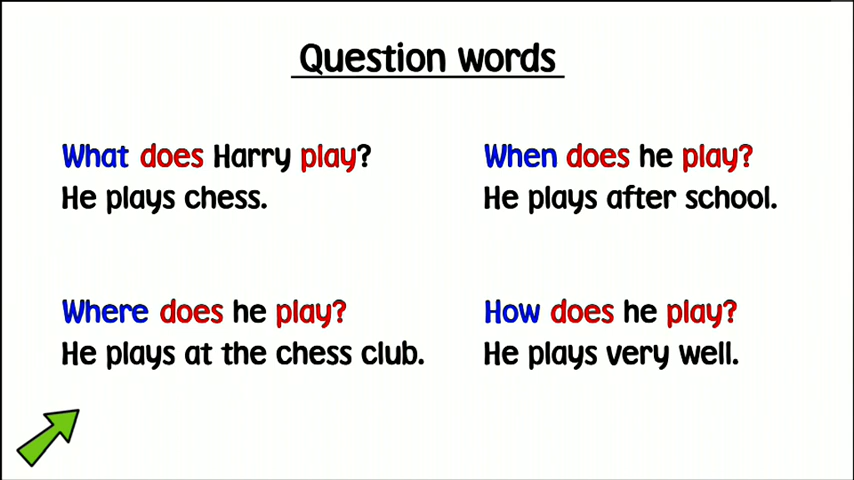 Question words
What does Harry play?
He plays chess.
When does he play?
He plays after school.
Where does he play?
He plays at the chess club.
How does he play?
He plays very well.